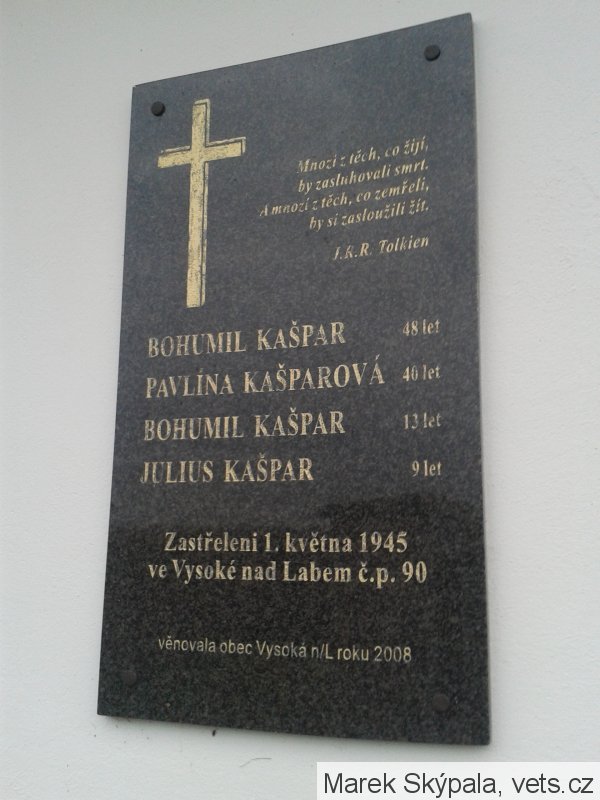 Mnozí z těch, co žijí,
by zasluhovali smrt.
A mnozí z těch, co zemřeli,
by si zasloužili žít.
J.R.R. Tolkien
BOHUMIL KAŠPAR 48 let
PAVLÍNA KAŠPAROVÁ 40 let
BOHUMIL KAŠPAR 13 let
JULIUS KAŠPAR 9 let
Zastřeleni 1. května 1945
ve Vysoké nad Labem č.p. 90
věnovala obec Vysoká n/L roku 2008
Marek Skýpala, vets.cz